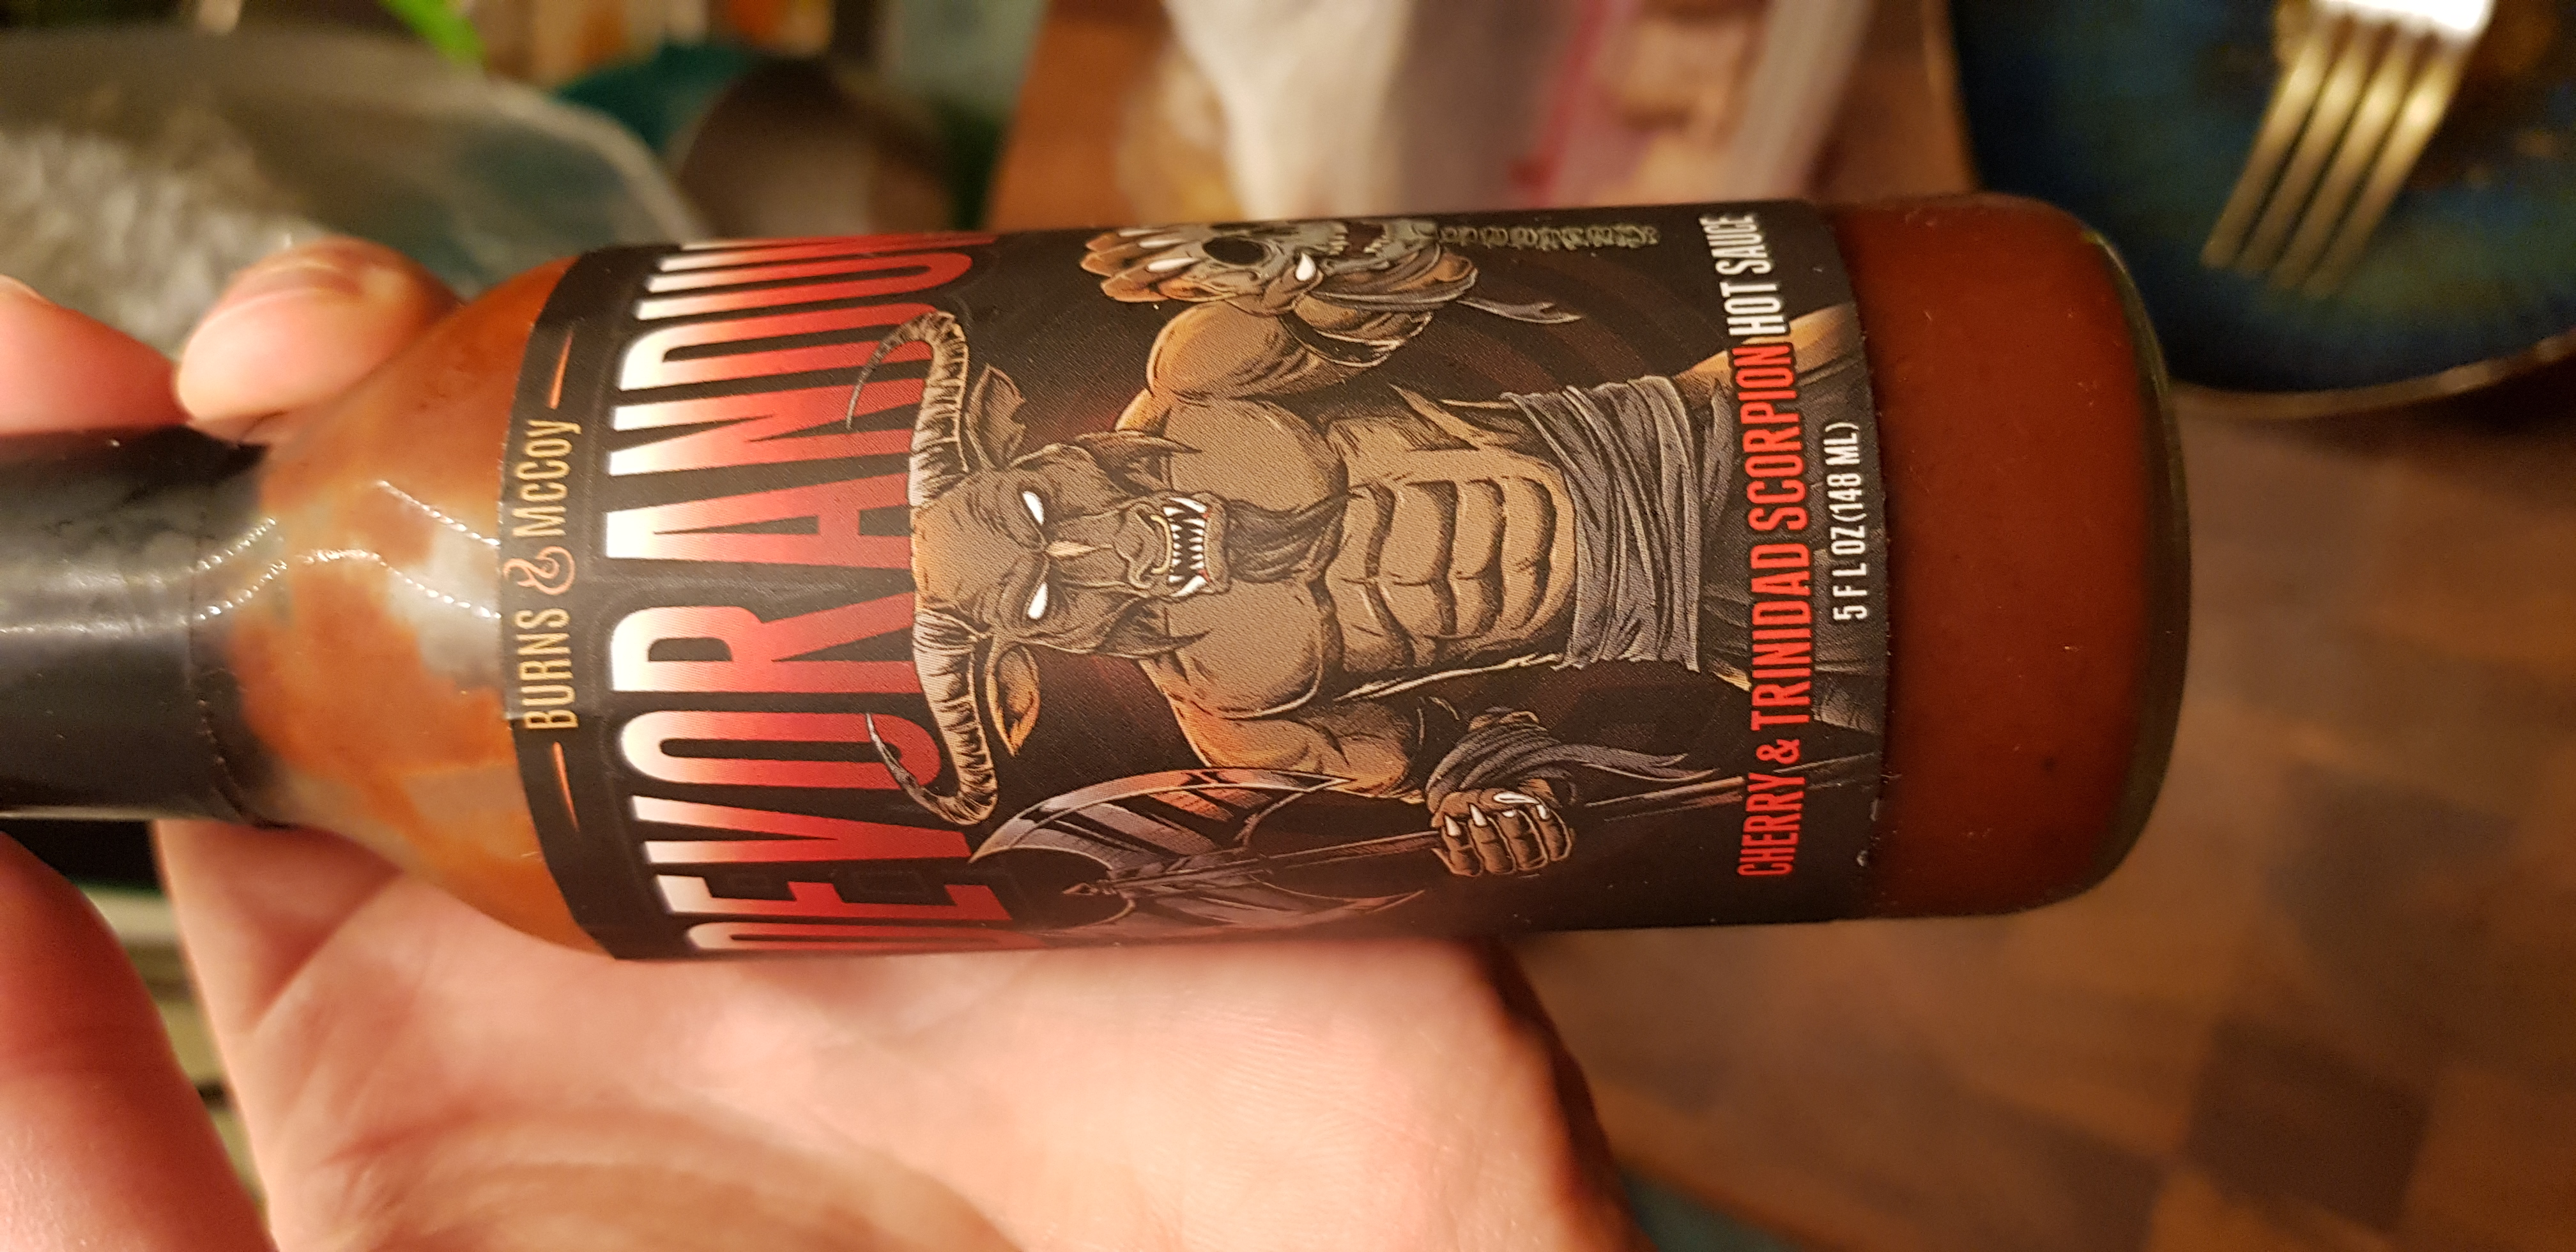 BURNS & McCoy
DEVORANDUM
CHERRY & TRINIDAD SCORPION HOT SAUCE
5 FL OZ (148 ML)